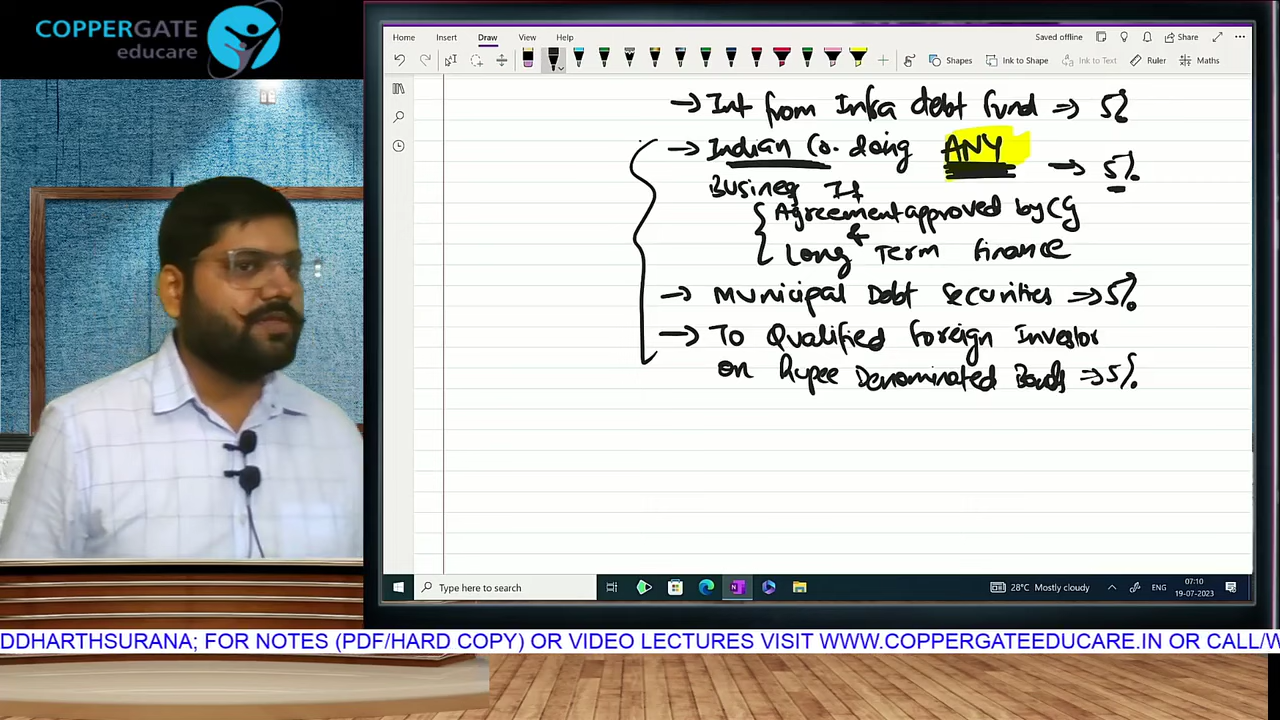 COPPERGATE
educare
Home Insert Draw View Help
Saved offline
Share
Shapes
Ink to Shape
Ink to Text
Ruler
Maths
→ Int from Infra debt fund ⇒ 5%
→ Indian Co. doing ANY → 5%
Business If
Agreement approved by CG
&
Long Term finance
→ Municipal Debt Securities ⇒ 5%
→ To Qualified foreign Investor
on Rupee Denominated Bonds ⇒ 5%
Type here to search
28°C Mostly cloudy
ENG
07:10
19-07-2023
DDHARTHSURANA; FOR NOTES (PDF/HARD COPY) OR VIDEO LECTURES VISIT WWW.COPPERGATEEDUCARE.IN OR CALL/W